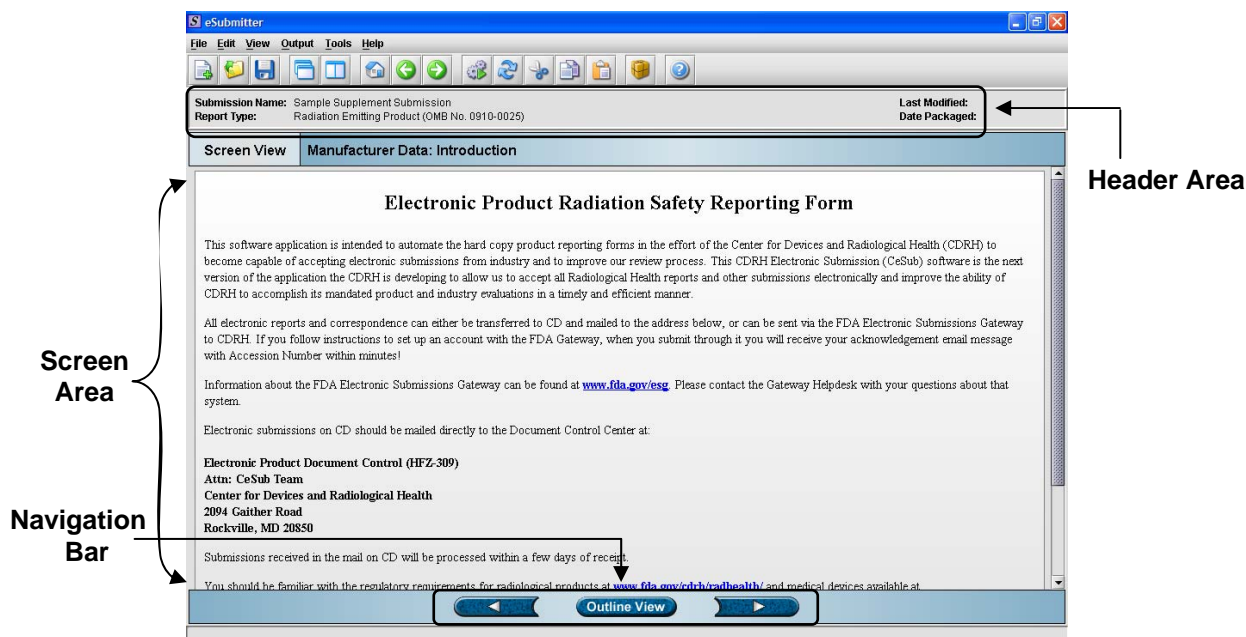 eSubmitter
File Edit View Output Tools Help
Submission Name: Sample Supplement Submission Last Modified:
Report Type: Radiation Emitting Product (OMB No. 0910-0025) Date Packaged:
Header Area
Screen View Manufacturer Data: Introduction
Electronic Product Radiation Safety Reporting Form
This software application is intended to automate the hard copy product reporting forms in the effort of the Center for Devices and Radiological Health (CDRH) to
become capable of accepting electronic submissions from industry and to improve our review process. This CDRH Electronic Submission (CeSub) software is the next
version of the application the CDRH is developing to allow us to accept all Radiological Health reports and other submissions electronically and improve the ability of
CDRH to accomplish its mandated product and industry evaluations in a timely and efficient manner.
All electronic reports and correspondence can either be transferred to CD and mailed to the address below, or can be sent via the FDA Electronic Submissions Gateway
to CDRH. If you follow instructions to set up an account with the FDA Gateway, when you submit through it you will receive your acknowledgement email message
with Accession Number within minutes!
Screen
Area
Information about the FDA Electronic Submissions Gateway can be found at www.fda.gov/esg. Please contact the Gateway Helpdesk with your questions about that
system.
Electronic submissions on CD should be mailed directly to the Document Control Center at:
Electronic Product Document Control (HFZ-309)
Attn: CeSub Team
Center for Devices and Radiological Health
2094 Gaither Road
Rockville, MD 20850
Navigation
Bar
Submissions received in the mail on CD will be processed within a few days of receipt.
You should be familiar with the regulatory requirements for radiological products at www.fda.gov/cdrh/radhealth/ and medical devices available at
Outline View